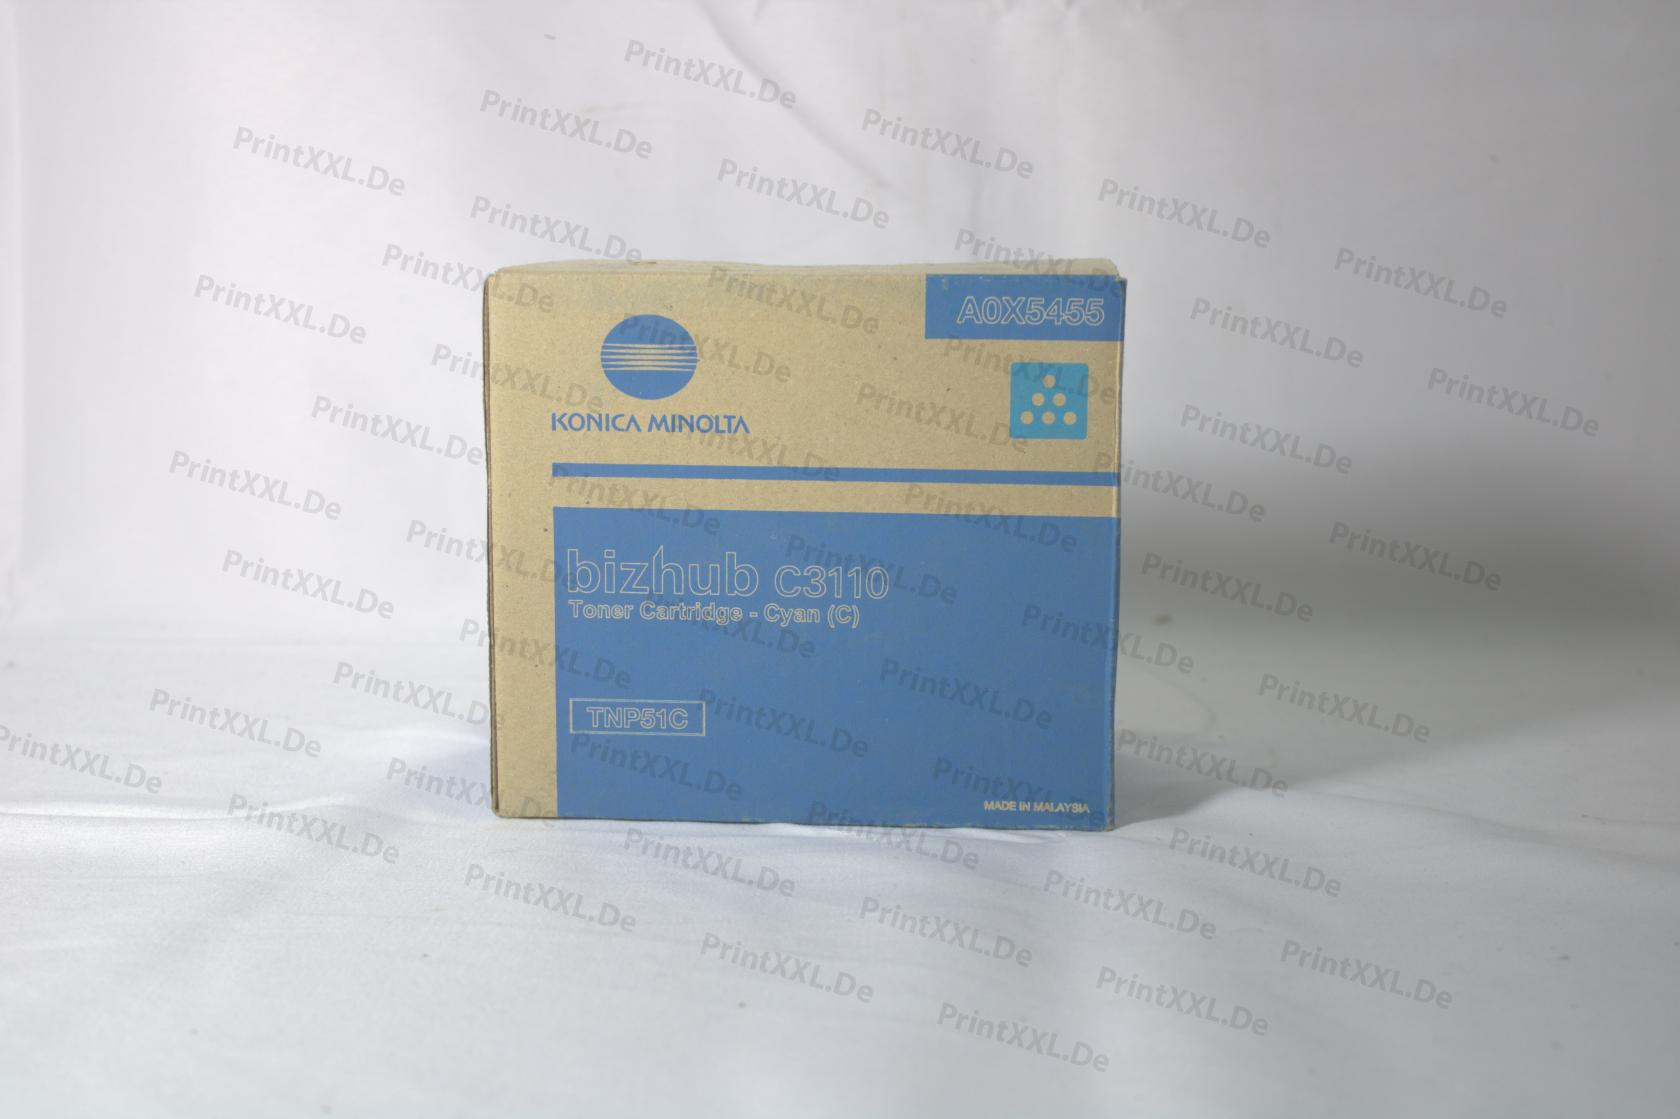 A0X5455
KONICA MINOLTA
bizhub C3110
Toner Cartridge - Cyan (C)
TNP51C
MADE IN MALAYSIA
PrintXXL.De